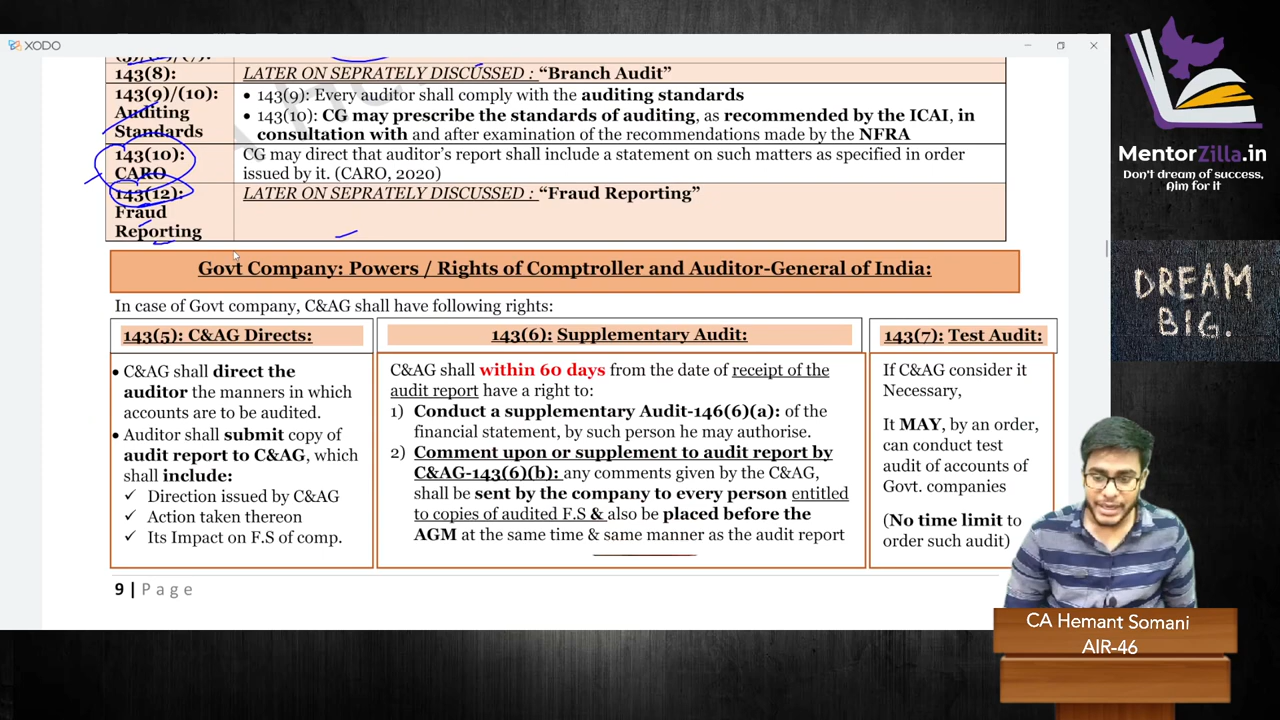 XODO
143(8):
LATER ON SEPRATELY DISCUSSED : “Branch Audit”
143(9)/(10):
Auditing
Standards
• 143(9): Every auditor shall comply with the auditing standards
• 143(10): CG may prescribe the standards of auditing, as recommended by the ICAI, in
consultation with and after examination of the recommendations made by the NFRA
143(10):
CARO
CG may direct that auditor’s report shall include a statement on such matters as specified in order
issued by it. (CARO, 2020)
143(12):
Fraud
Reporting
LATER ON SEPRATELY DISCUSSED : “Fraud Reporting”
Govt Company: Powers / Rights of Comptroller and Auditor-General of India:
In case of Govt company, C&AG shall have following rights:
143(5): C&AG Directs:
• C&AG shall direct the
auditor the manners in which
accounts are to be audited.
• Auditor shall submit copy of
audit report to C&AG, which
shall include:
✓ Direction issued by C&AG
✓ Action taken thereon
✓ Its Impact on F.S of comp.
143(6): Supplementary Audit:
C&AG shall within 60 days from the date of receipt of the
audit report have a right to:
1) Conduct a supplementary Audit-146(6)(a): of the
financial statement, by such person he may authorise.
2) Comment upon or supplement to audit report by
C&AG-143(6)(b): any comments given by the C&AG,
shall be sent by the company to every person entitled
to copies of audited F.S & also be placed before the
AGM at the same time & same manner as the audit report
143(7): Test Audit:
If C&AG consider it
Necessary,
It MAY, by an order,
can conduct test
audit of accounts of
Govt. companies
(No time limit to
order such audit)
9 | Page
MentorZilla.in
Don't dream of success,
Aim for it
DREAM
BIG.
CA Hemant Somani
AIR-46